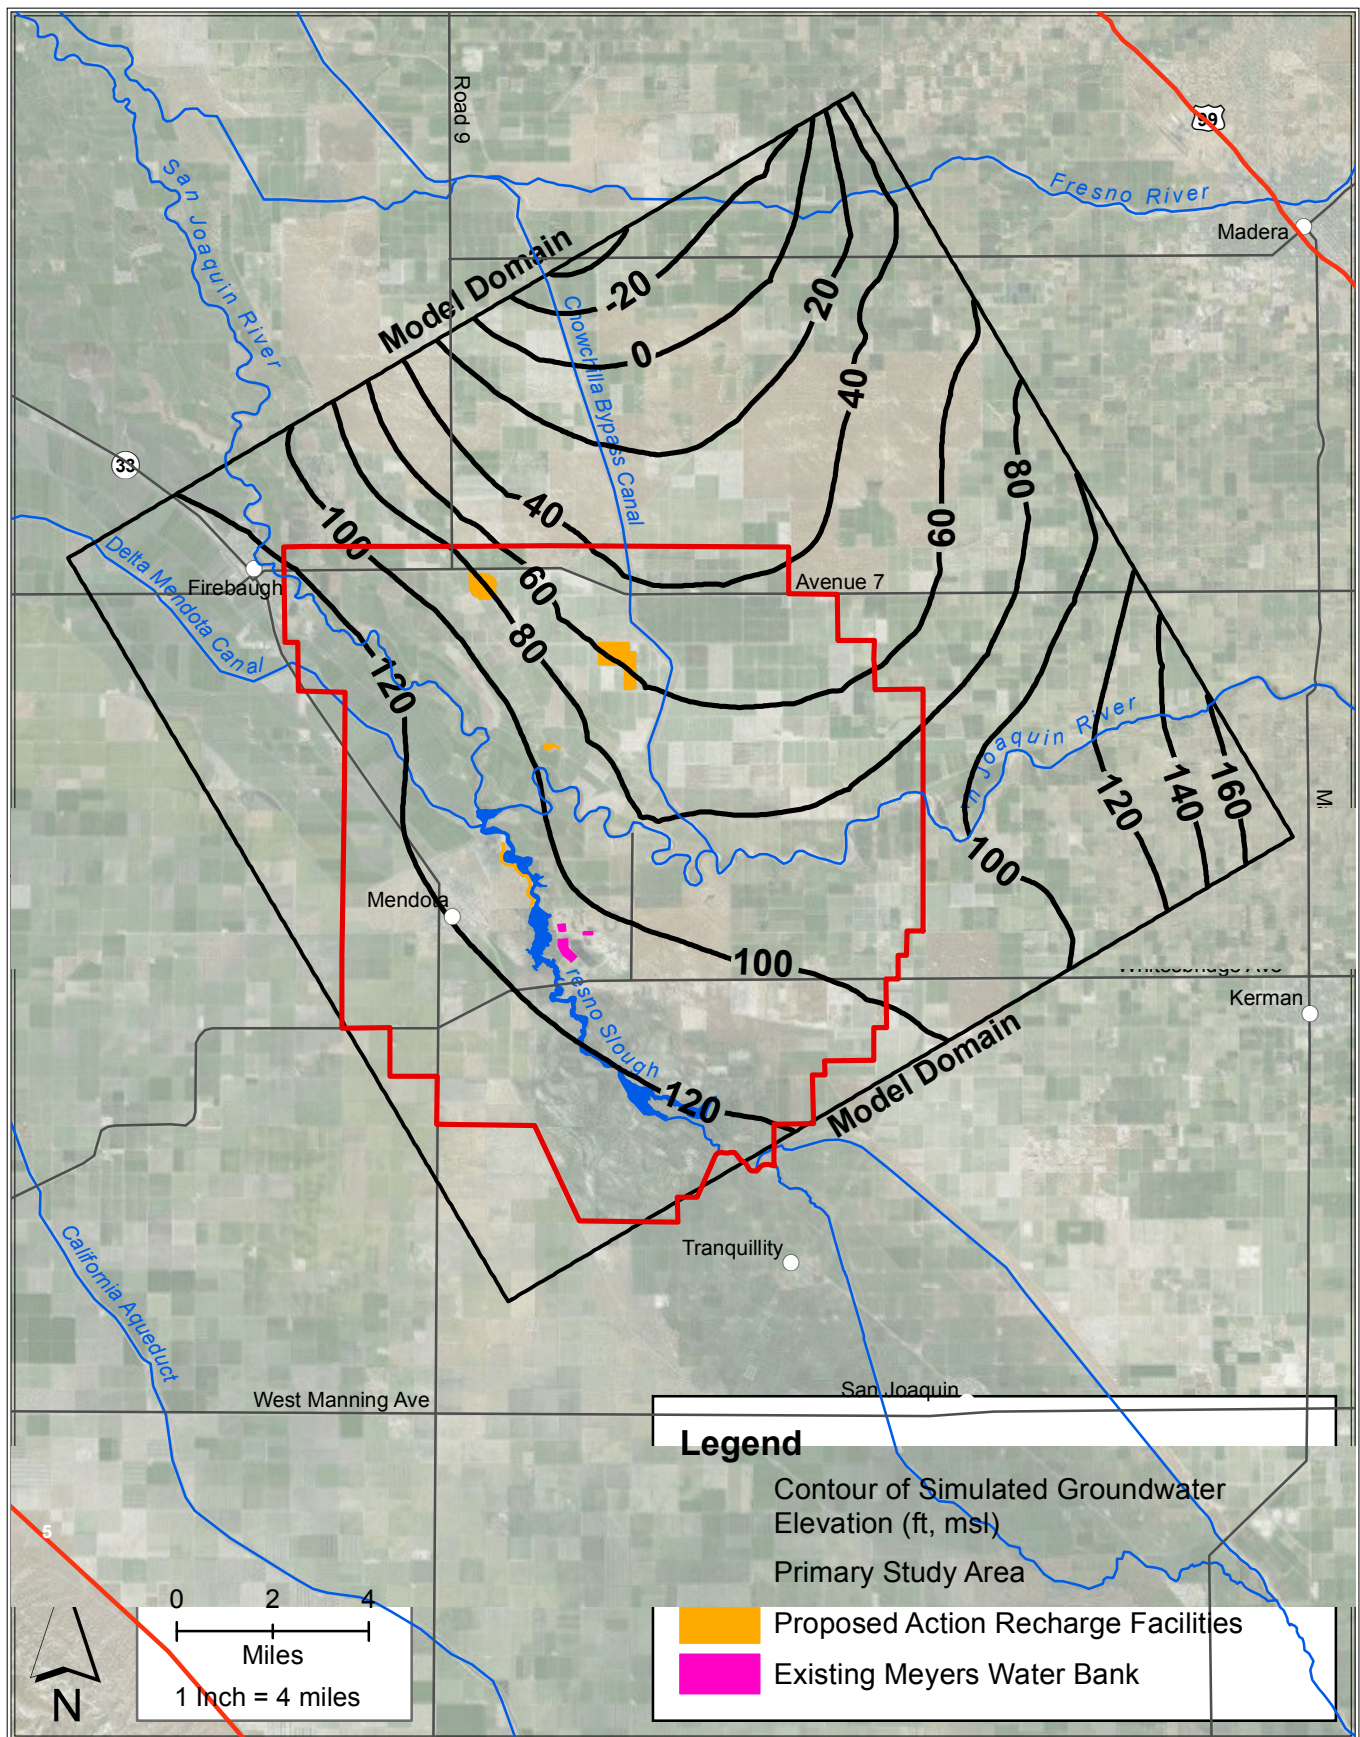 Road 9
99
San Joaquin River
Fresno River
Madera
Model Domain
-20
Chowchilla Bypass Canal
20
0
40
33
80
40
100
60
Delta Mendota Canal
Firebaugh
60
Avenue 7
80
120
San Joaquin River
120
140
160
100
Mendota
100
resno Slough
Kerman
Model Domain
120
Tranquillity
California Aqueduct
San Joaquin
West Manning Ave
Legend
Contour of Simulated Groundwater
Elevation (ft, msl)
5
Primary Study Area
0 2 4
Proposed Action Recharge Facilities
Miles
Existing Meyers Water Bank
1 Inch = 4 miles
N